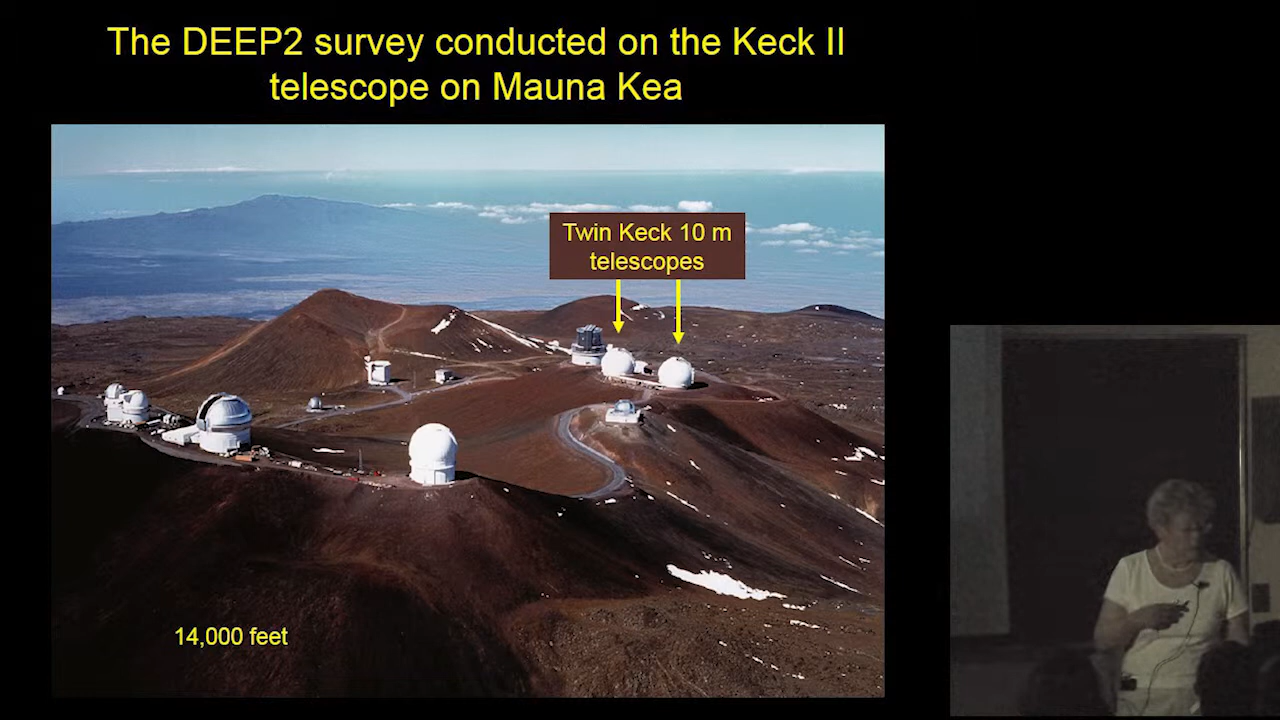 The DEEP2 survey conducted on the Keck II
telescope on Mauna Kea
Twin Keck 10 m
telescopes
14,000 feet